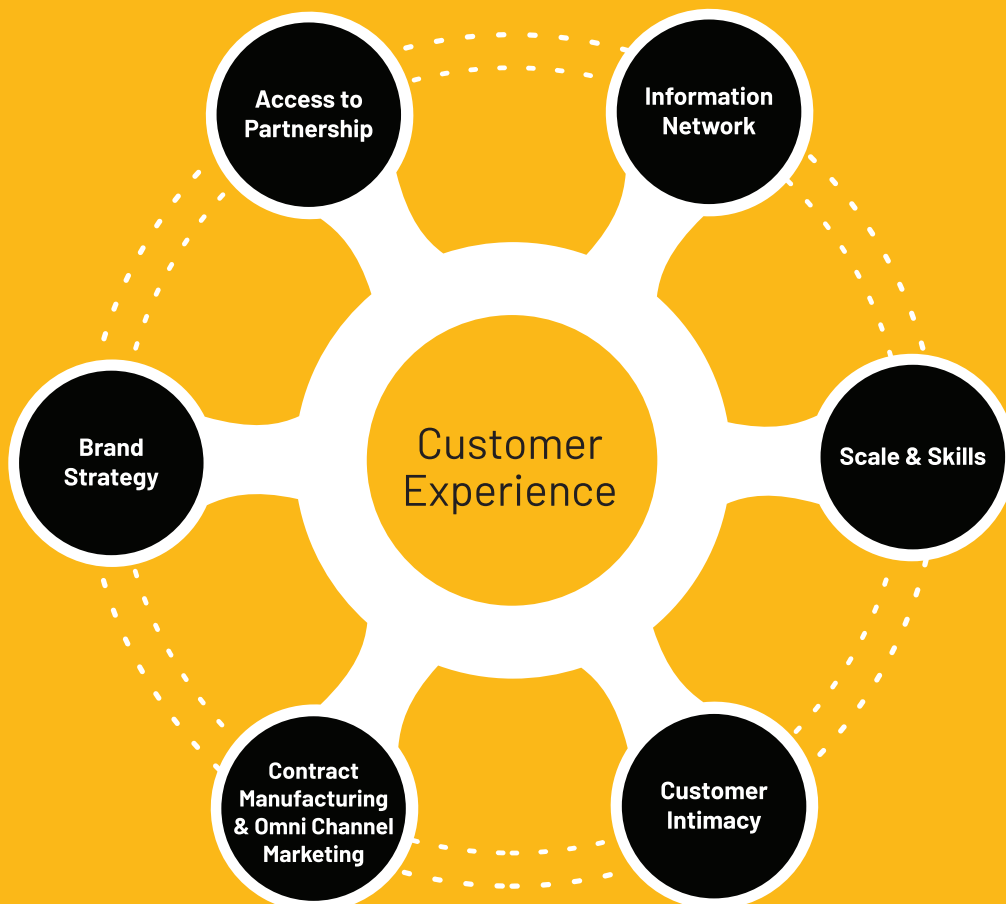 Access to
Partnership
Information
Network
Brand
Strategy
Customer
Experience
Scale & Skills
Contract
Manufacturing
& Omni Channel
Marketing
Customer
Intimacy